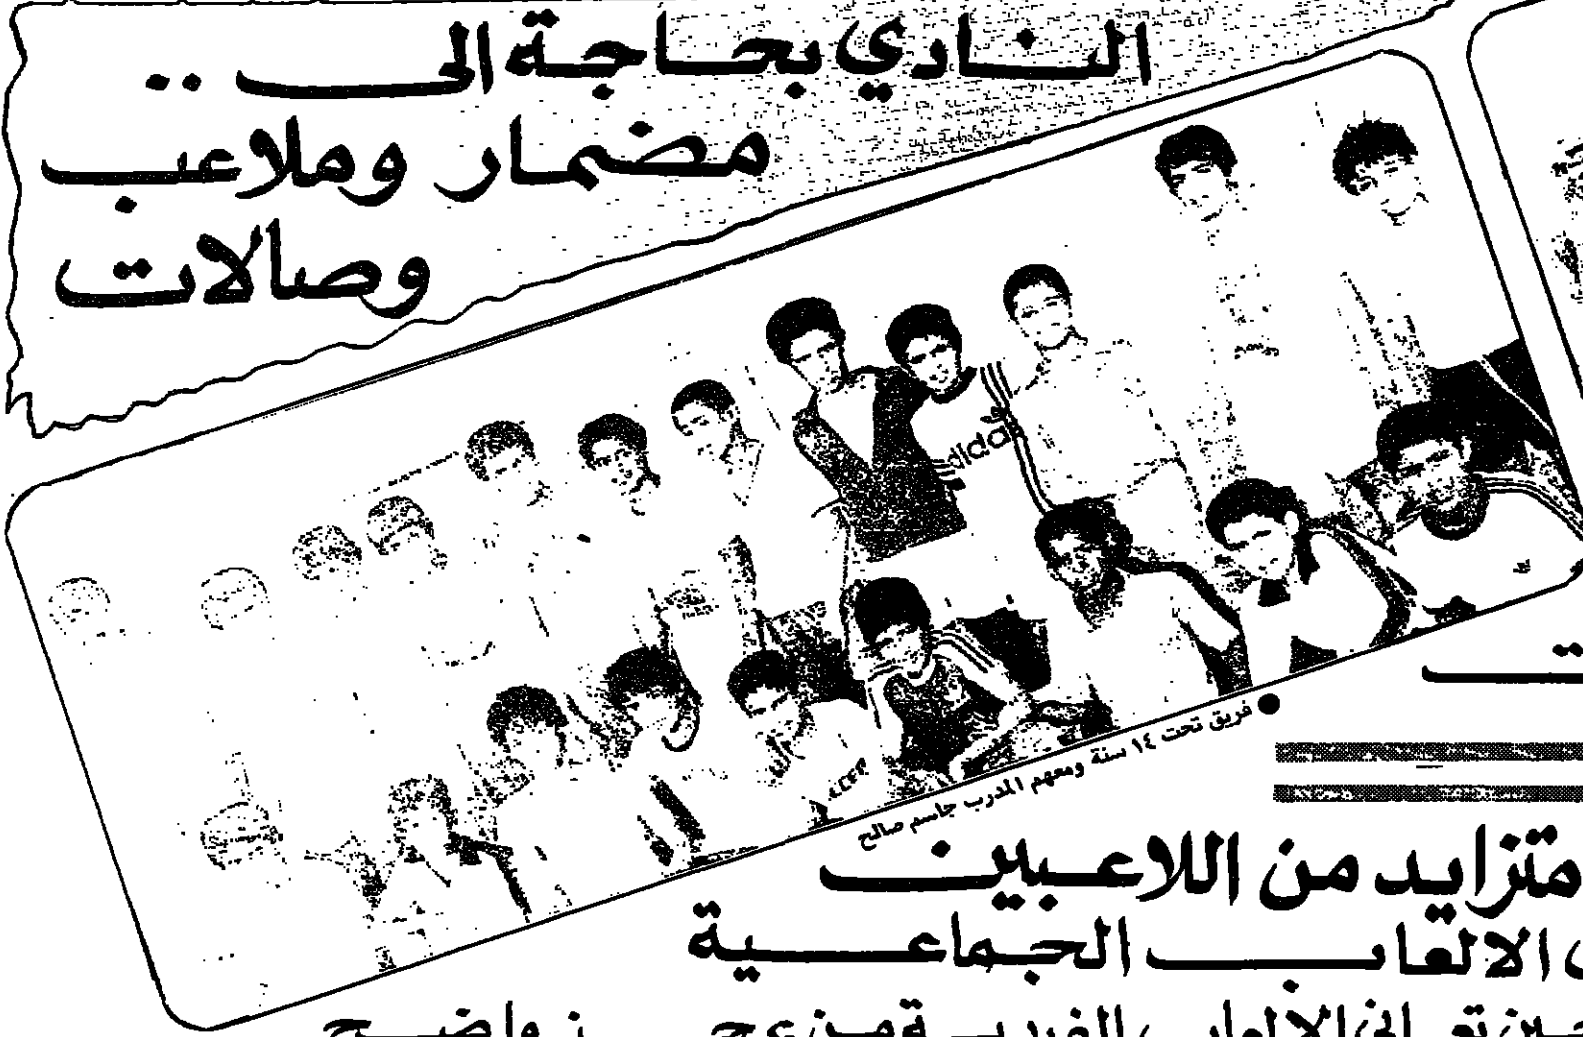 النادي بحاجة الى ..
مضمار وملاعب
وصالات
adidas
● فريق تحت ١٤ سنة ومعهم المدرب جاسم صالح
متزايد من اللاعبين
الالعاب الجماعية